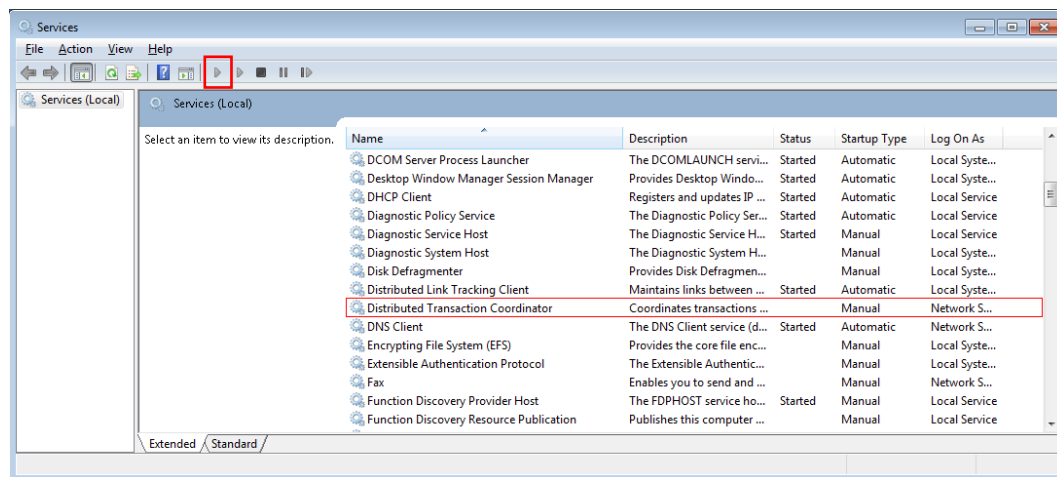 Services
File Action View Help
Services (Local)
Services (Local)
Select an item to view its description.
Name Description Status Startup Type Log On As
DCOM Server Process Launcher The DCOMLAUNCH servi... Started Automatic Local Syste...
Desktop Window Manager Session Manager Provides Desktop Windo... Started Automatic Local Syste...
DHCP Client Registers and updates IP ... Started Automatic Local Service
Diagnostic Policy Service The Diagnostic Policy Ser... Started Automatic Local Service
Diagnostic Service Host The Diagnostic Service H... Started Manual Local Service
Diagnostic System Host The Diagnostic System H... Manual Local Syste...
Disk Defragmenter Provides Disk Defragmen... Manual Local Syste...
Distributed Link Tracking Client Maintains links between ... Started Automatic Local Syste...
Distributed Transaction Coordinator Coordinates transactions ... Manual Network S...
DNS Client The DNS Client service (d... Started Automatic Network S...
Encrypting File System (EFS) Provides the core file enc... Manual Local Syste...
Extensible Authentication Protocol The Extensible Authentic... Manual Local Syste...
Fax Enables you to send and ... Manual Network S...
Function Discovery Provider Host The FDPHOST service ho... Started Manual Local Service
Function Discovery Resource Publication Publishes this computer ... Manual Local Service
Extended Standard